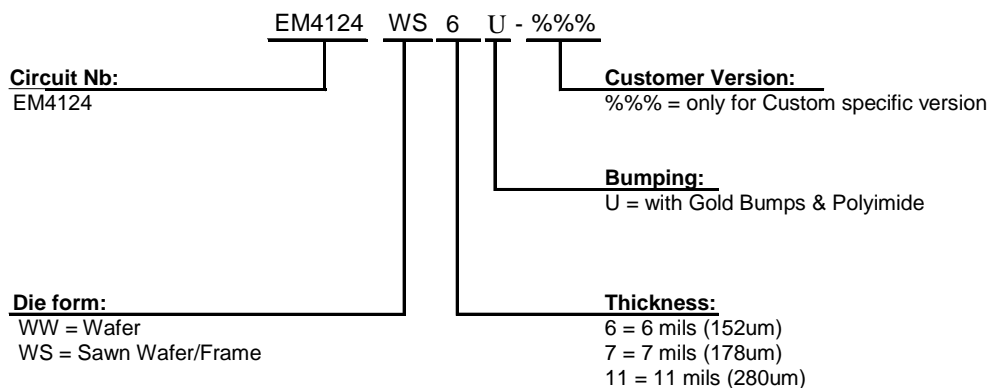 EM4124 WS 6 U - %%%
Circuit Nb:
EM4124
Customer Version:
%%% = only for Custom specific version
Bumping:
U = with Gold Bumps & Polyimide
Die form:
WW = Wafer
WS = Sawn Wafer/Frame
Thickness:
6 = 6 mils (152um)
7 = 7 mils (178um)
11 = 11 mils (280um)